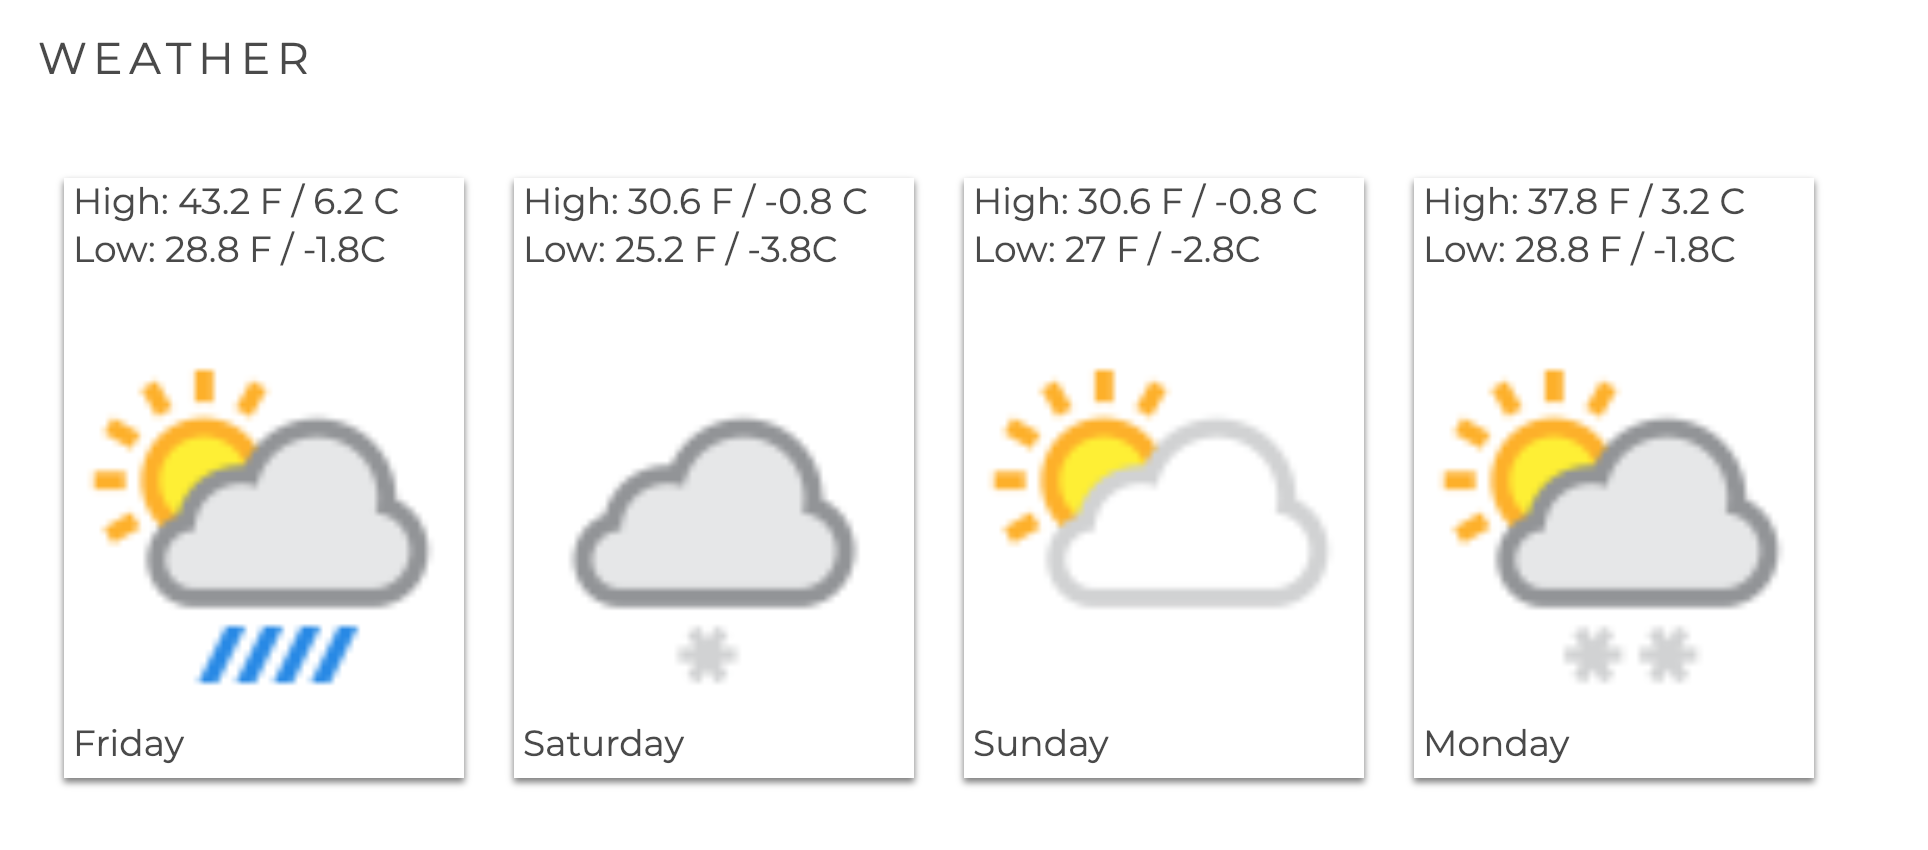 WEATHER
High: 43.2 F / 6.2 C
Low: 28.8 F / -1.8C
Friday
High: 30.6 F / -0.8 C
Low: 25.2 F / -3.8C
Saturday
High: 30.6 F / -0.8 C
Low: 27 F / -2.8C
Sunday
High: 37.8 F / 3.2 C
Low: 28.8 F / -1.8C
Monday